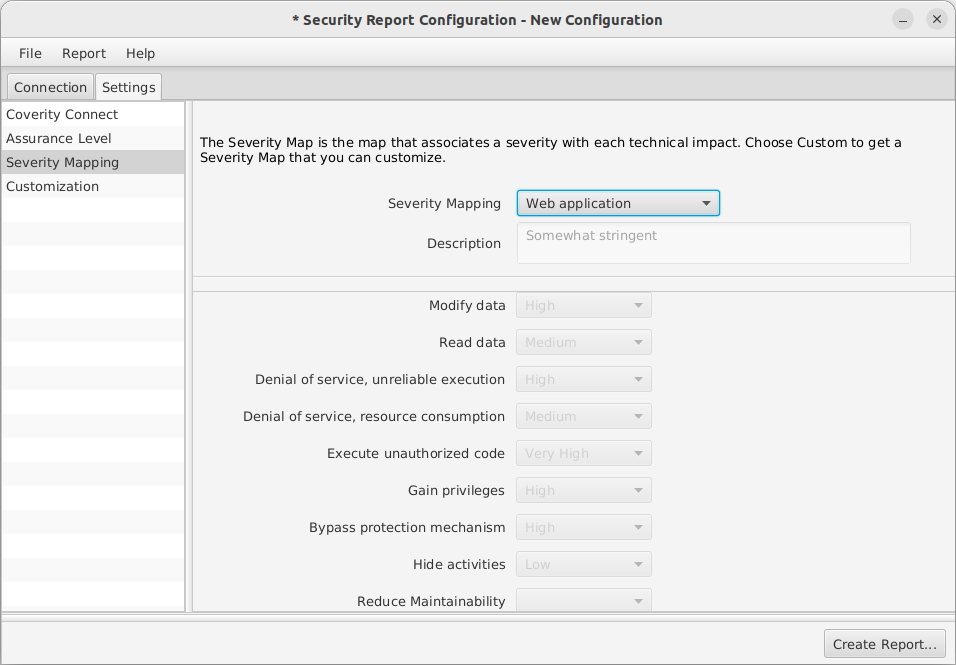 * Security Report Configuration - New Configuration
File Report Help
Connection Settings
Coverity Connect
Assurance Level
Severity Mapping
Customization
The Severity Map is the map that associates a severity with each technical impact. Choose Custom to get a
Severity Map that you can customize.
Severity Mapping Web application
Description Somewhat stringent
Modify data High
Read data Medium
Denial of service, unreliable execution High
Denial of service, resource consumption Medium
Execute unauthorized code Very High
Gain privileges High
Bypass protection mechanism High
Hide activities Low
Reduce Maintainability
Create Report...